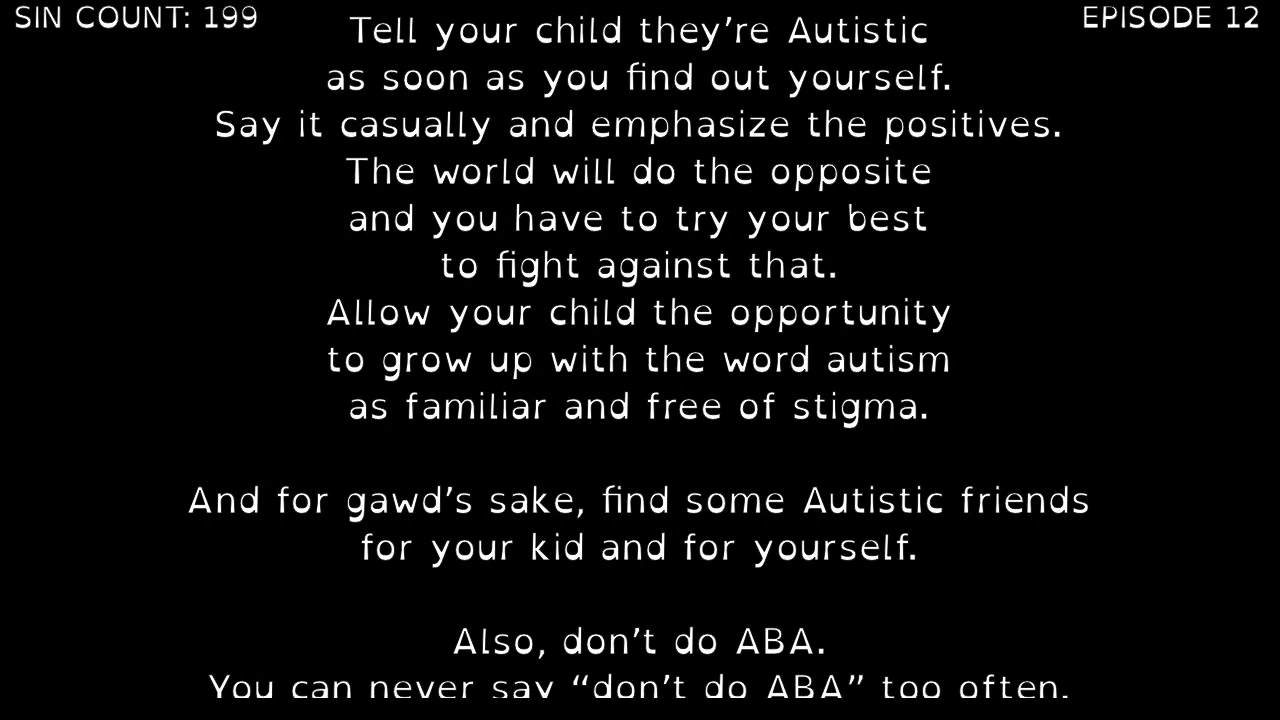 SIN COUNT: 199
EPISODE 12
Tell your child they’re Autistic
as soon as you find out yourself.
Say it casually and emphasize the positives.
The world will do the opposite
and you have to try your best
to fight against that.
Allow your child the opportunity
to grow up with the word autism
as familiar and free of stigma.
And for gawd’s sake, find some Autistic friends
for your kid and for yourself.
Also, don’t do ABA.
You can never say “don’t do ABA” too often.